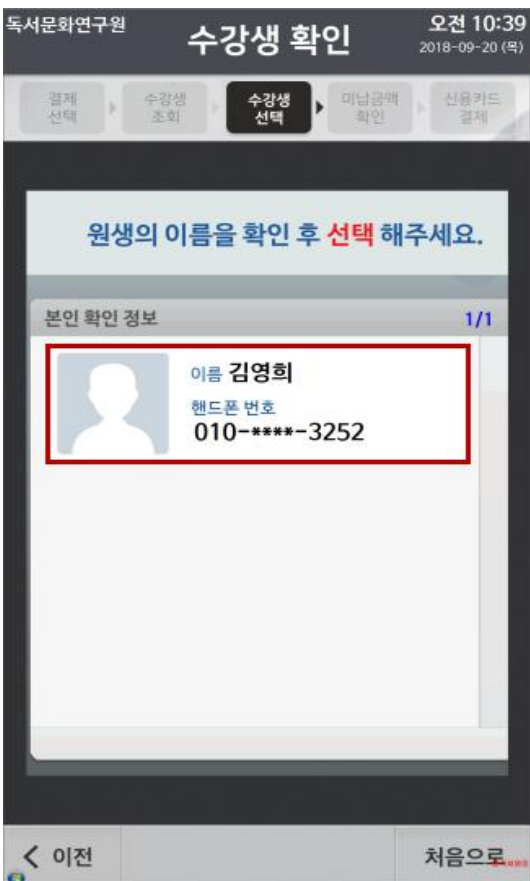 독서문화연구원
수강생 확인
오전 10:39
2018-09-20 (목)
결제
선택
수강생
조회
수강생
선택
미납금액
확인
신용카드
결제
원생의 이름을 확인 후 선택 해주세요.
본인 확인 정보
1/1
이름 김영희
핸드폰 번호
010-****-3252
이전
처음으로